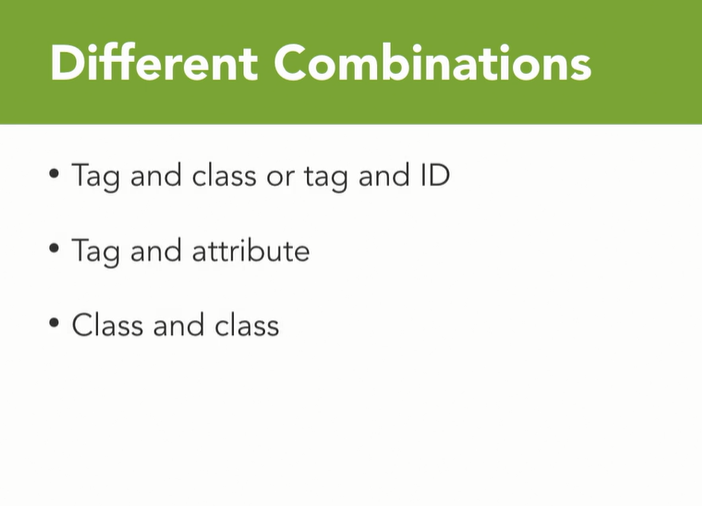 Different Combinations
• Tag and class or tag and ID
• Tag and attribute
• Class and class